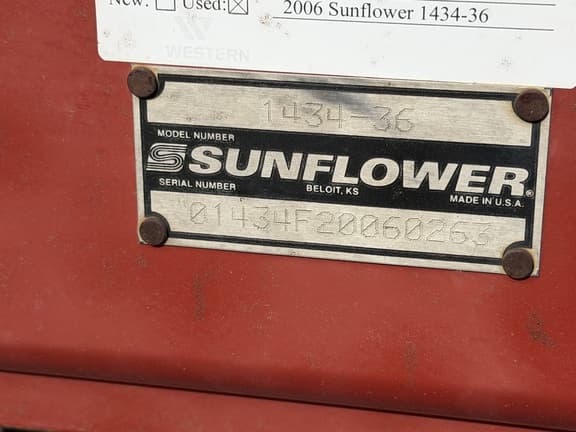 New: Used: 2006 Sunflower 1434-36
WESTERN
1434-36
MODEL NUMBER
SUNFLOWER®
SERIAL NUMBER BELOIT, KS MADE IN U.S.A.
01434F20060263